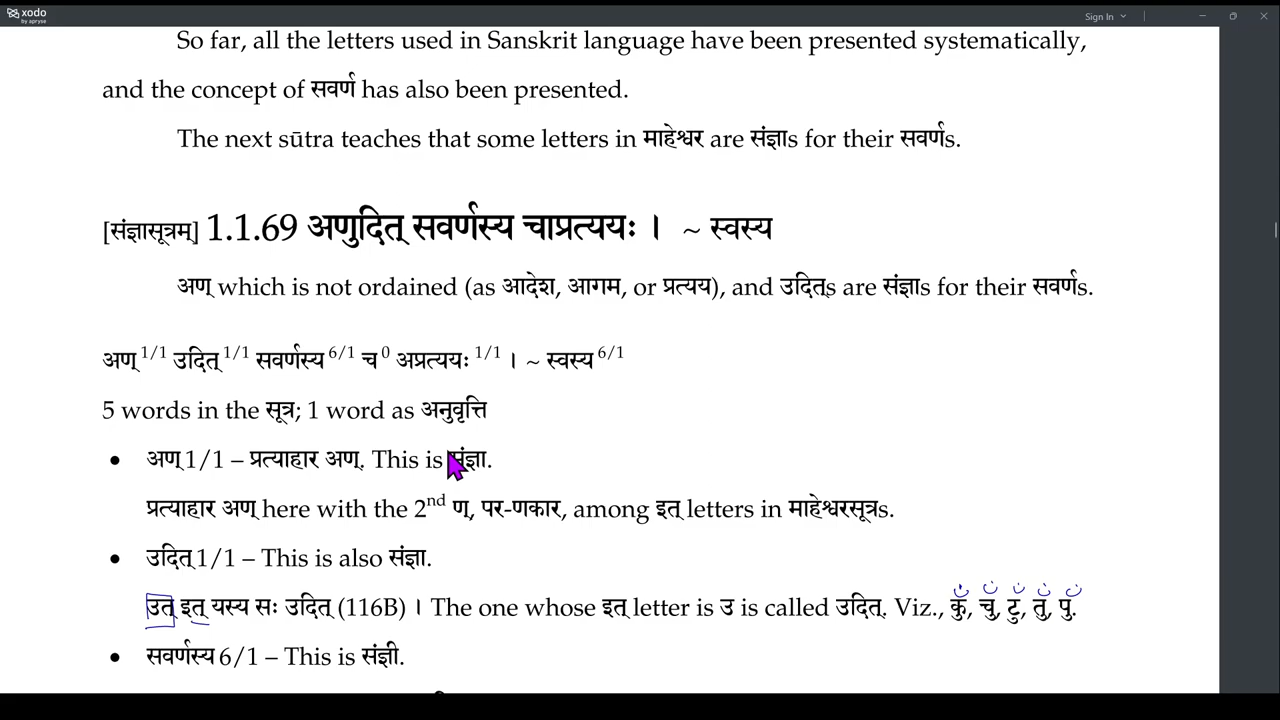 xodo
by apryse
Sign In
So far, all the letters used in Sanskrit language have been presented systematically,
and the concept of सवर्ण has also been presented.
The next sūtra teaches that some letters in माहेश्वर are संज्ञाs for their सवर्णs.
[संज्ञासूत्रम्] 1.1.69 अणुदित् सवर्णस्य चाप्रत्ययः । ~ स्वस्य
अण् which is not ordained (as आदेश, आगम, or प्रत्यय), and उदित्s are संज्ञाs for their सवर्णs.
अण् 1/1 उदित् 1/1 सवर्णस्य 6/1 च 0 अप्रत्ययः 1/1 । ~ स्वस्य 6/1
5 words in the सूत्र; 1 word as अनुवृत्ति
• अण् 1/1 – प्रत्याहार अण्. This is संज्ञा.
प्रत्याहार अण् here with the 2nd ण्, पर-णकार, among इत् letters in माहेश्वरसूत्रs.
• उदित् 1/1 – This is also संज्ञा.
उत् इत् यस्य सः उदित् (116B) । The one whose इत् letter is उ is called उदित्. Viz., कु, चु, टु, तु, पु.
• सवर्णस्य 6/1 – This is संज्ञी.